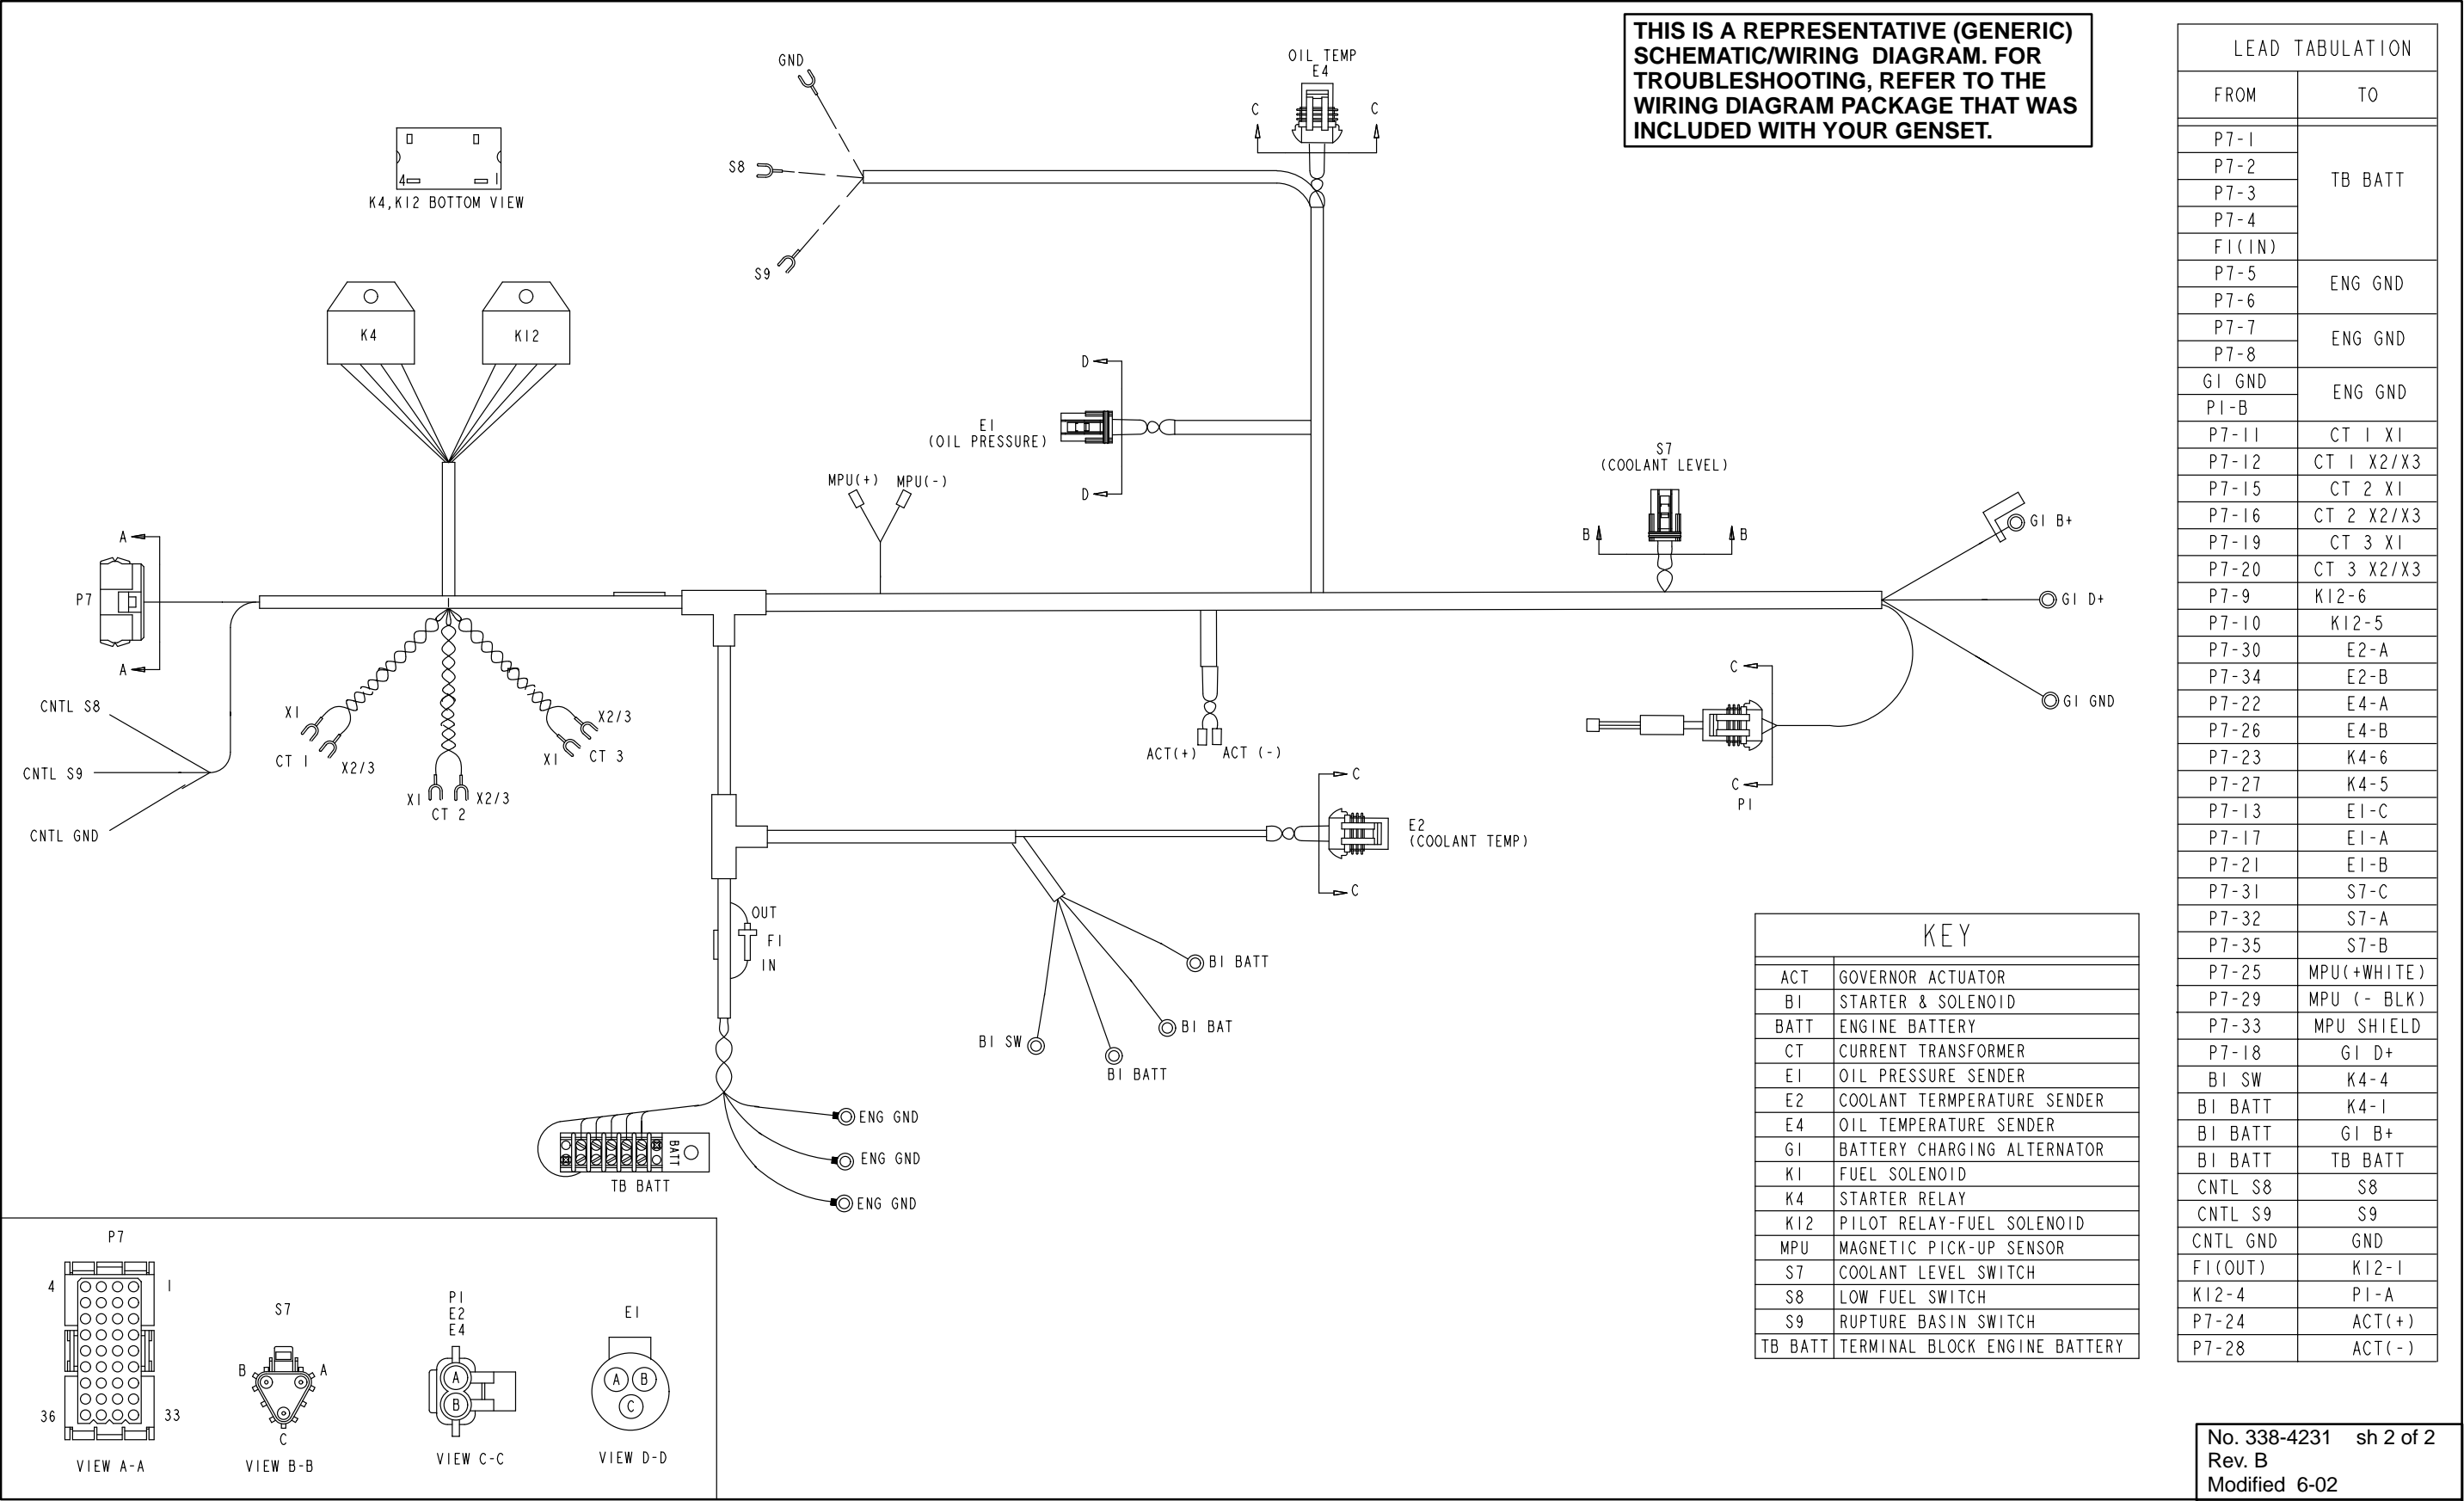 THIS IS A REPRESENTATIVE (GENERIC)
SCHEMATIC/WIRING DIAGRAM. FOR
TROUBLESHOOTING, REFER TO THE
WIRING DIAGRAM PACKAGE THAT WAS
INCLUDED WITH YOUR GENSET.
GND
S8
S9
OIL TEMP
E4
C C
4 1
K4,K12 BOTTOM VIEW
K4
K12
D
E1
(OIL PRESSURE)
D
MPU(+) MPU(-)
S7
(COOLANT LEVEL)
B B
G1 B+
G1 D+
G1 GND
A
P7
A
CNTL S8
CNTL S9
CNTL GND
X1
CT 1
X2/3
X1
X2/3
CT 2
X2/3
X1
CT 3
ACT(+) ACT (-)
C
C
P1
C
E2
(COOLANT TEMP)
C
OUT
F1
IN
B1 BATT
B1 BAT
B1 SW
B1 BATT
ENG GND
ENG GND
ENG GND
BATT
TB BATT
P7
4 1
36 33
VIEW A-A
S7
B A
C
VIEW B-B
P1
E2
E4
A
B
VIEW C-C
E1
A B
C
VIEW D-D
KEY
ACT GOVERNOR ACTUATOR
B1 STARTER & SOLENOID
BATT ENGINE BATTERY
CT CURRENT TRANSFORMER
E1 OIL PRESSURE SENDER
E2 COOLANT TERMPERATURE SENDER
E4 OIL TEMPERATURE SENDER
G1 BATTERY CHARGING ALTERNATOR
K1 FUEL SOLENOID
K4 STARTER RELAY
K12 PILOT RELAY-FUEL SOLENOID
MPU MAGNETIC PICK-UP SENSOR
S7 COOLANT LEVEL SWITCH
S8 LOW FUEL SWITCH
S9 RUPTURE BASIN SWITCH
TB BATT TERMINAL BLOCK ENGINE BATTERY
LEAD TABULATION
FROM TO
P7-1
P7-2
TB BATT
P7-3
P7-4
F1(IN)
P7-5
ENG GND
P7-6
P7-7
ENG GND
P7-8
G1 GND
ENG GND
P1-B
P7-11 CT 1 X1
P7-12 CT 1 X2/X3
P7-15 CT 2 X1
P7-16 CT 2 X2/X3
P7-19 CT 3 X1
P7-20 CT 3 X2/X3
P7-9 K12-6
P7-10 K12-5
P7-30 E2-A
P7-34 E2-B
P7-22 E4-A
P7-26 E4-B
P7-23 K4-6
P7-27 K4-5
P7-13 E1-C
P7-17 E1-A
P7-21 E1-B
P7-31 S7-C
P7-32 S7-A
P7-35 S7-B
P7-25 MPU(+WHITE)
P7-29 MPU (- BLK)
P7-33 MPU SHIELD
P7-18 G1 D+
B1 SW K4-4
B1 BATT K4-1
B1 BATT G1 B+
B1 BATT TB BATT
CNTL S8 S8
CNTL S9 S9
CNTL GND GND
F1(OUT) K12-1
K12-4 P1-A
P7-24 ACT(+)
P7-28 ACT(-)
No. 338-4231 sh 2 of 2
Rev. B
Modified 6-02